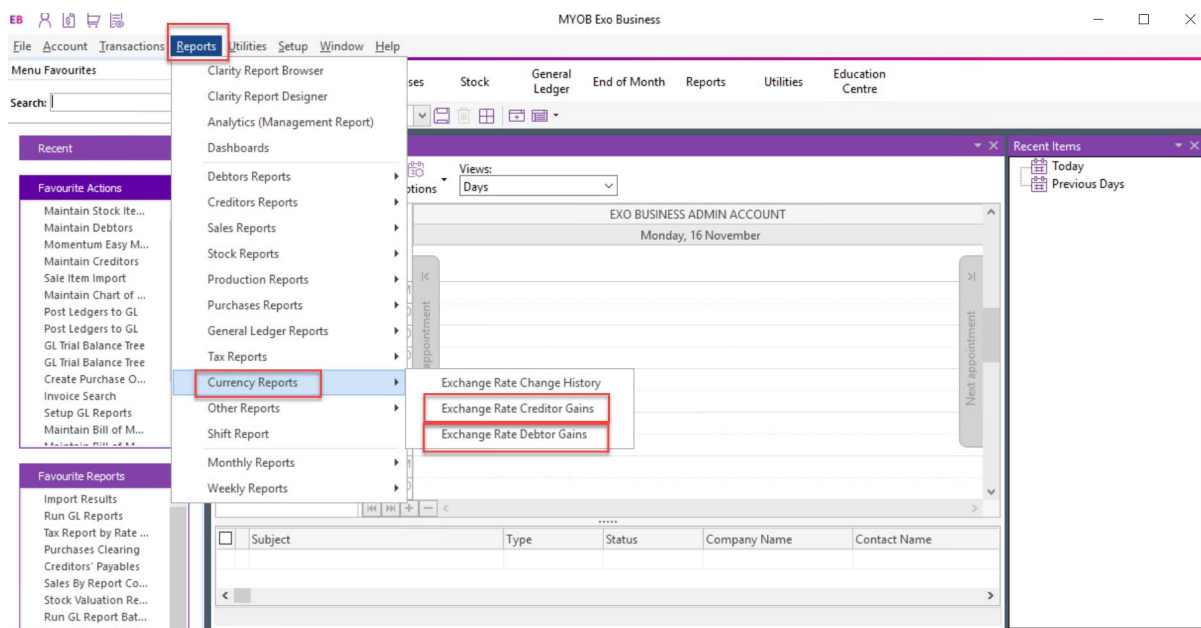 EB
MYOB Exo Business
File Account Transactions Reports Utilities Setup Window Help
Menu Favourites
Search:
Recent
Favourite Actions
Maintain Stock Ite...
Maintain Debtors
Momentum Easy M...
Maintain Creditors
Sale Item Import
Maintain Chart of ...
Post Ledgers to GL
Post Ledgers to GL
GL Trial Balance Tree
GL Trial Balance Tree
Create Purchase O...
Invoice Search
Setup GL Reports
Maintain Bill of M...
Maintain Bill of M...
Favourite Reports
Import Results
Run GL Reports
Tax Report by Rate ...
Purchases Clearing
Creditors' Payables
Sales By Report Co...
Stock Valuation Re...
Run GL Report Bat...
Clarity Report Browser
Clarity Report Designer
Analytics (Management Report)
Dashboards
Debtors Reports
Creditors Reports
Sales Reports
Stock Reports
Production Reports
Purchases Reports
General Ledger Reports
Tax Reports
Currency Reports
Other Reports
Shift Report
Monthly Reports
Weekly Reports
Exchange Rate Change History
Exchange Rate Creditor Gains
Exchange Rate Debtor Gains
Stock
General
Ledger
End of Month
Reports
Utilities
Education
Centre
Views:
Days
EXO BUSINESS ADMIN ACCOUNT
Monday, 16 November
appointment
Next appointment
Subject Type Status Company Name Contact Name
Recent Items
Today
Previous Days